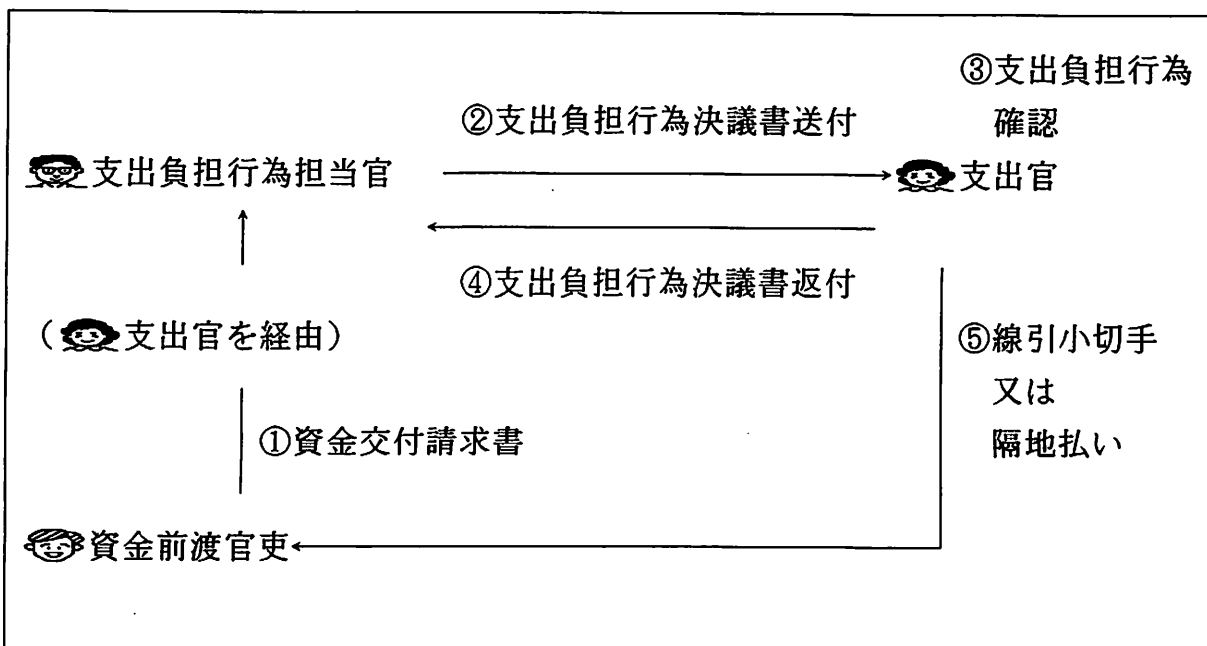 ③支出負担行為
確認
②支出負担行為決議書送付
支出負担行為担当官
支出官
④支出負担行為決議書返付
(支出官を経由)
⑤線引小切手
又は
隔地払い
①資金交付請求書
資金前渡官吏